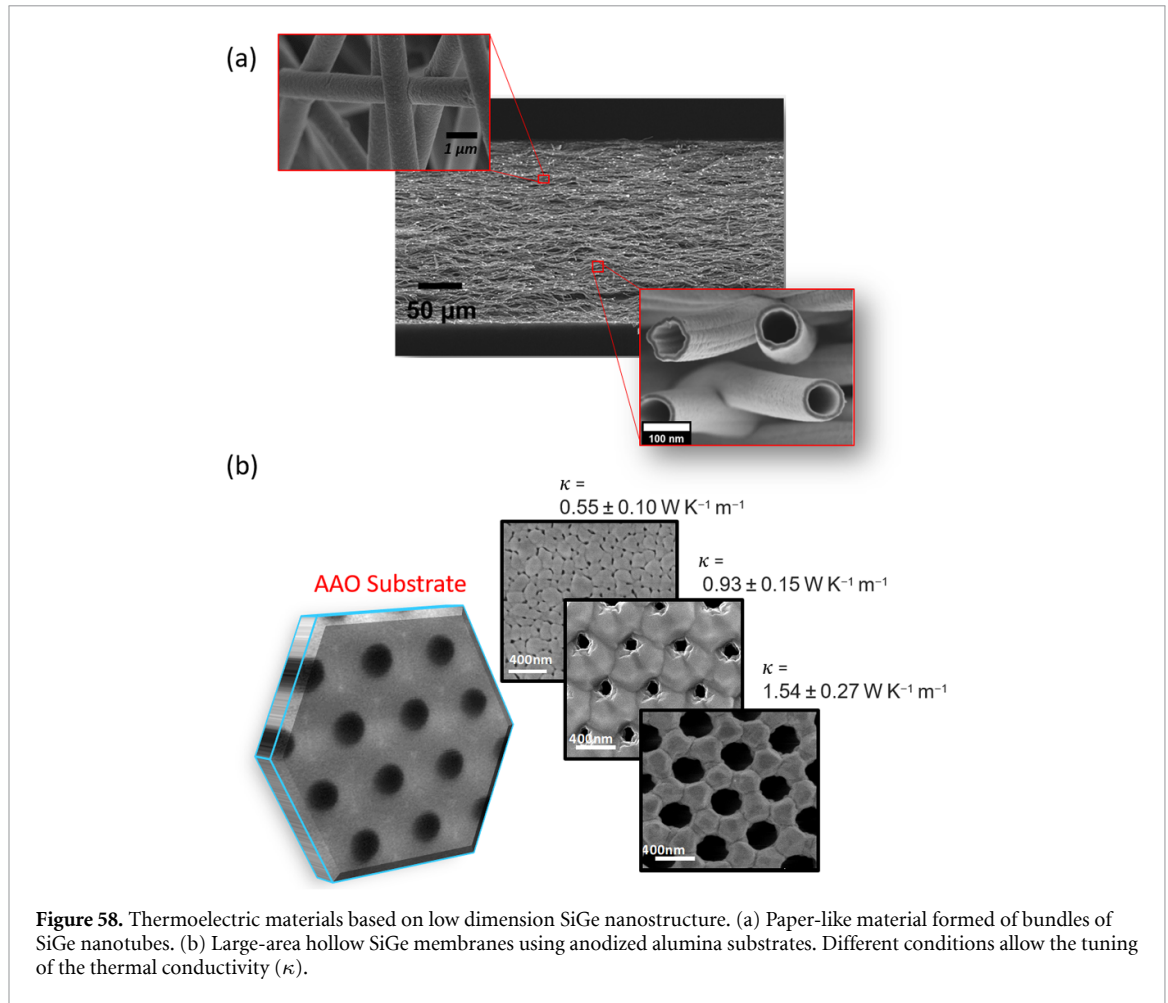 (a)
1 µm
50 µm
100 nm
(b)
κ =
0.55 ± 0.10 W K⁻¹ m⁻¹
κ =
0.93 ± 0.15 W K⁻¹ m⁻¹
AAO Substrate
κ =
1.54 ± 0.27 W K⁻¹ m⁻¹
400nm
400nm
400nm
Figure 58. Thermoelectric materials based on low dimension SiGe nanostructure. (a) Paper-like material formed of bundles of
SiGe nanotubes. (b) Large-area hollow SiGe membranes using anodized alumina substrates. Different conditions allow the tuning
of the thermal conductivity (κ).